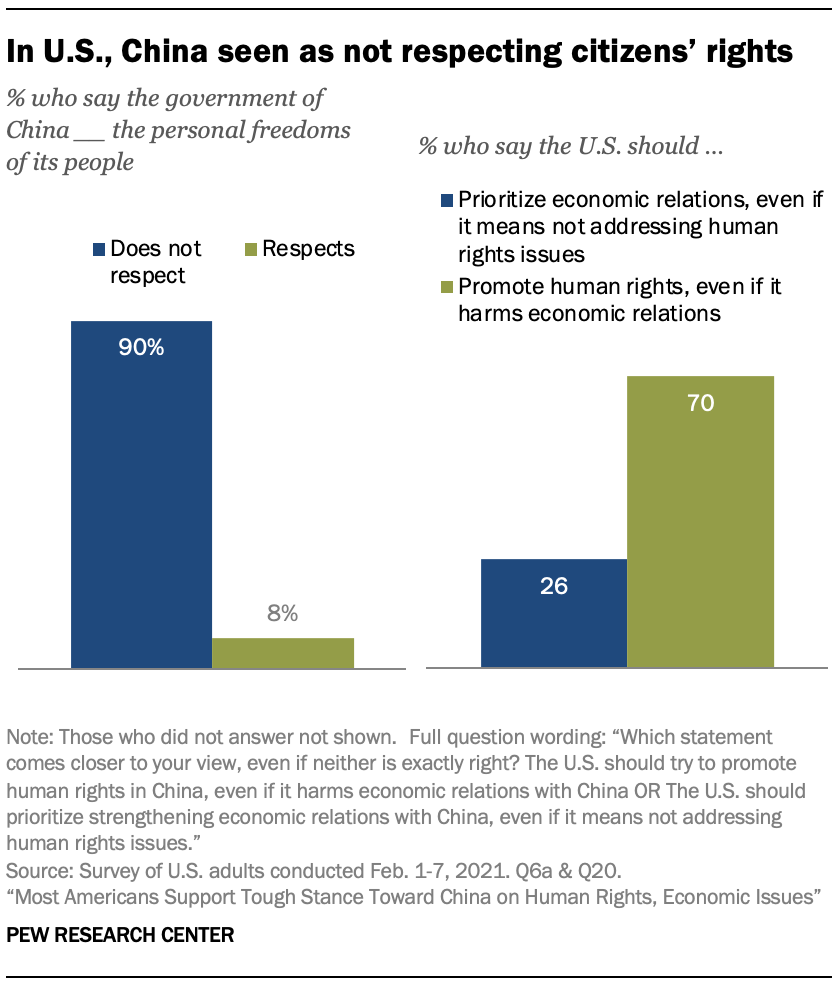 In U.S., China seen as not respecting citizens’ rights
% who say the government of
China __ the personal freedoms
of its people
Does not
respect
Respects
90%
8%
% who say the U.S. should ...
Prioritize economic relations, even if
it means not addressing human
rights issues
Promote human rights, even if it
harms economic relations
26
70
Note: Those who did not answer not shown. Full question wording: “Which statement
comes closer to your view, even if neither is exactly right? The U.S. should try to promote
human rights in China, even if it harms economic relations with China OR The U.S. should
prioritize strengthening economic relations with China, even if it means not addressing
human rights issues.”
Source: Survey of U.S. adults conducted Feb. 1-7, 2021. Q6a & Q20.
“Most Americans Support Tough Stance Toward China on Human Rights, Economic Issues”
PEW RESEARCH CENTER